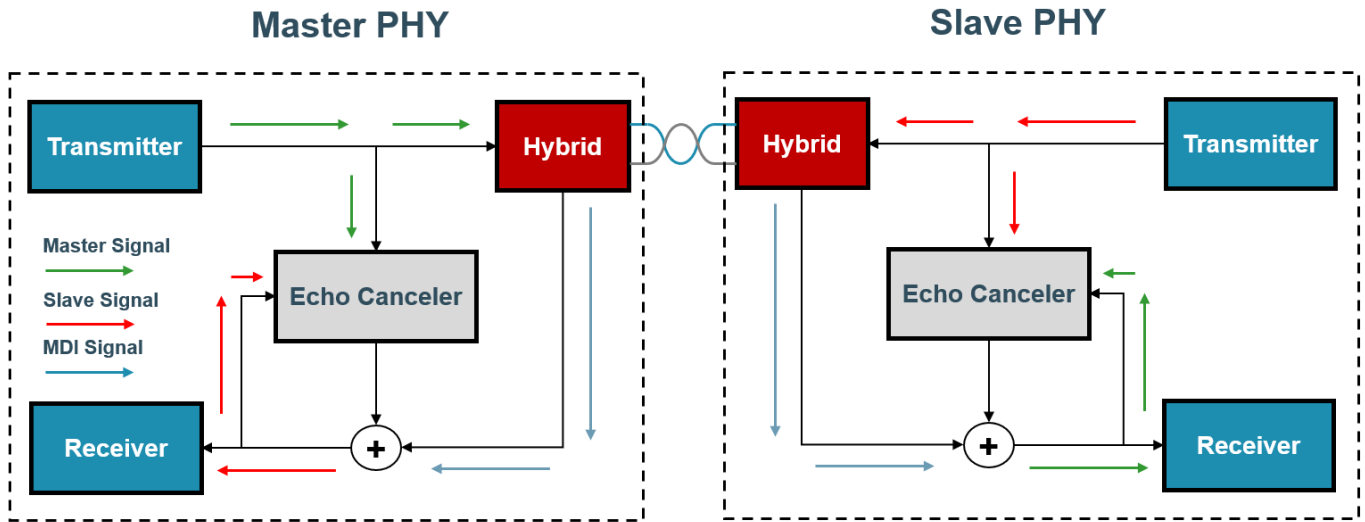 Master PHY
Slave PHY
Transmitter
Hybrid
Hybrid
Transmitter
Master Signal
Slave Signal
MDI Signal
Echo Canceler
Echo Canceler
Receiver
+
+
Receiver